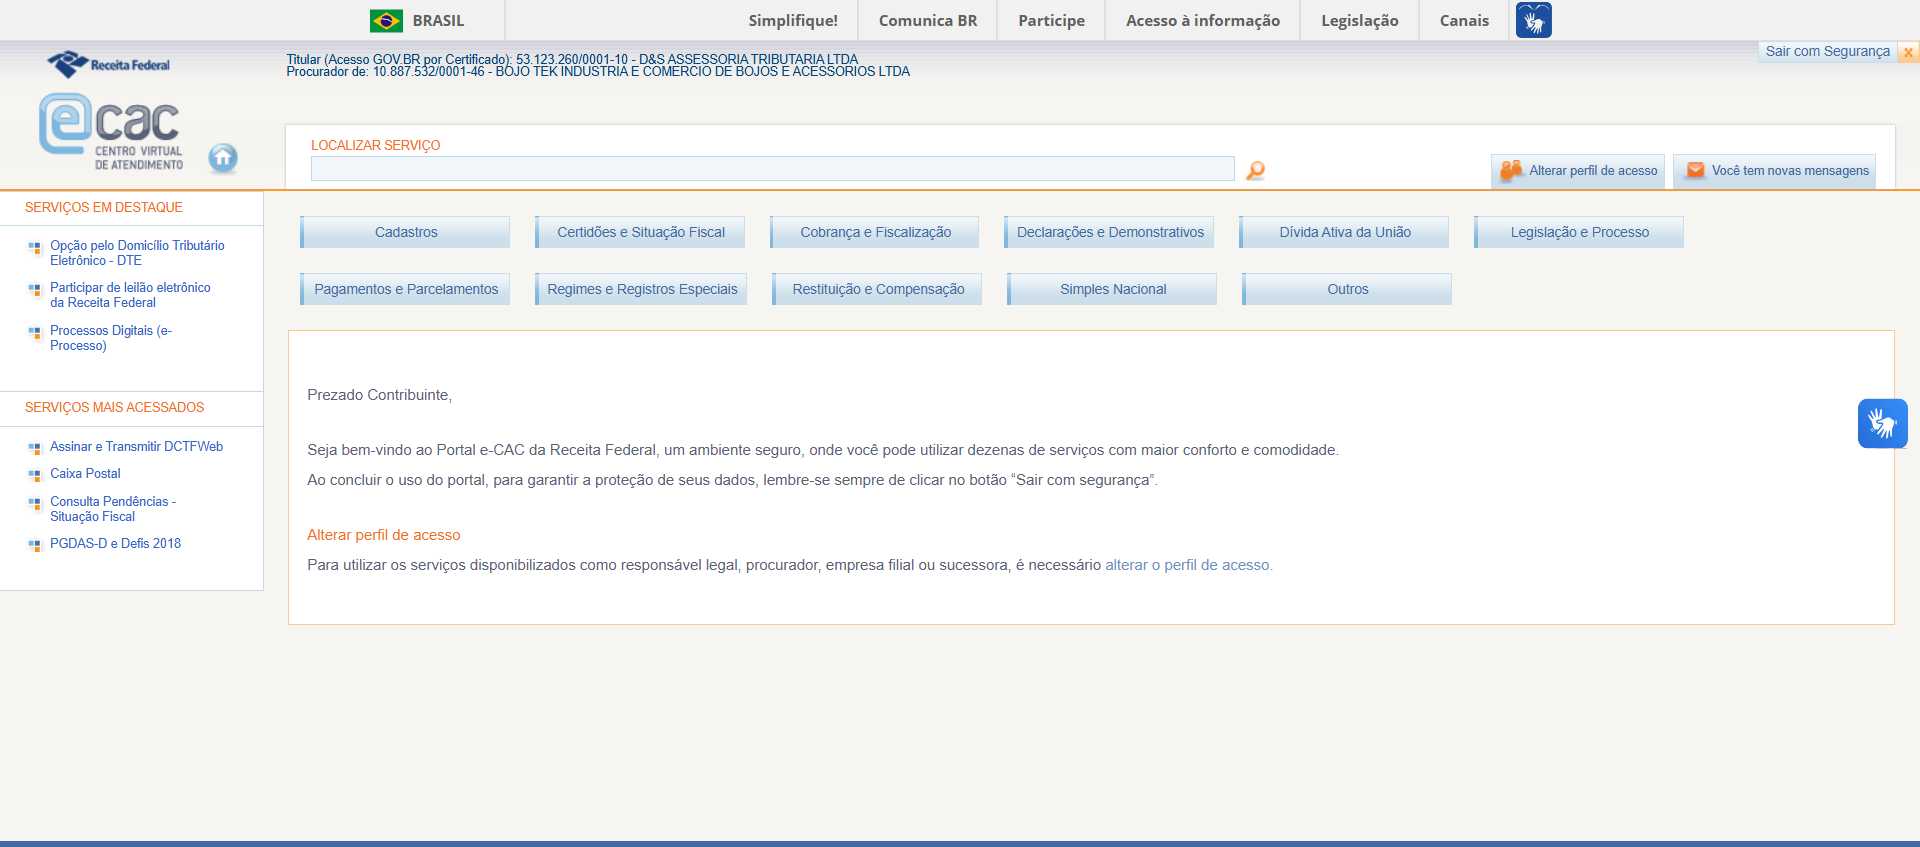 BRASIL
Simplifique!
Comunica BR
Participe
Acesso à informação
Legislação
Canais
Receita Federal
Titular (Acesso GOV.BR por Certificado): 53.123.260/0001-10 - D&S ASSESSORIA TRIBUTARIA LTDA
Procurador de: 10.887.532/0001-46 - BOJO TEK INDUSTRIA E COMERCIO DE BOJOS E ACESSORIOS LTDA
Sair com Segurança
x
e cac
CENTRO VIRTUAL
DE ATENDIMENTO
LOCALIZAR SERVIÇO
Alterar perfil de acesso
Você tem novas mensagens
SERVIÇOS EM DESTAQUE
Opção pelo Domicílio Tributário
Eletrônico - DTE
Participar de leilão eletrônico
da Receita Federal
Processos Digitais (e-
Processo)
SERVIÇOS MAIS ACESSADOS
Assinar e Transmitir DCTFWeb
Caixa Postal
Consulta Pendências -
Situação Fiscal
PGDAS-D e Defis 2018
Cadastros
Certidões e Situação Fiscal
Cobrança e Fiscalização
Declarações e Demonstrativos
Dívida Ativa da União
Legislação e Processo
Pagamentos e Parcelamentos
Regimes e Registros Especiais
Restituição e Compensação
Simples Nacional
Outros
Prezado Contribuinte,
Seja bem-vindo ao Portal e-CAC da Receita Federal, um ambiente seguro, onde você pode utilizar dezenas de serviços com maior conforto e comodidade.
Ao concluir o uso do portal, para garantir a proteção de seus dados, lembre-se sempre de clicar no botão “Sair com segurança”.
Alterar perfil de acesso
Para utilizar os serviços disponibilizados como responsável legal, procurador, empresa filial ou sucessora, é necessário alterar o perfil de acesso.